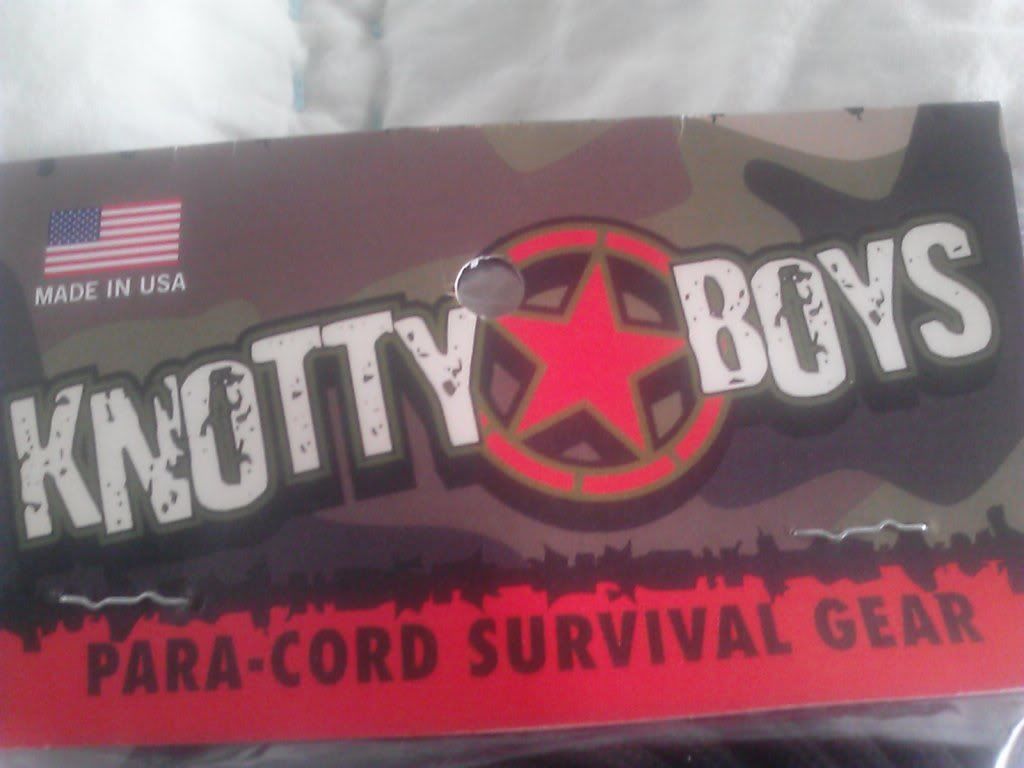 MADE IN USA
KNOTTY BOYS
PARA-CORD SURVIVAL GEAR